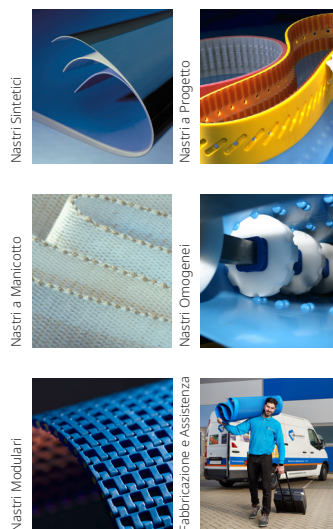 Nastri Sintetici
Nastri a Progetto
Nastri a Manicotto
Nastri Omogenei
Nastri Modulari
Fabbricazione e Assistenza